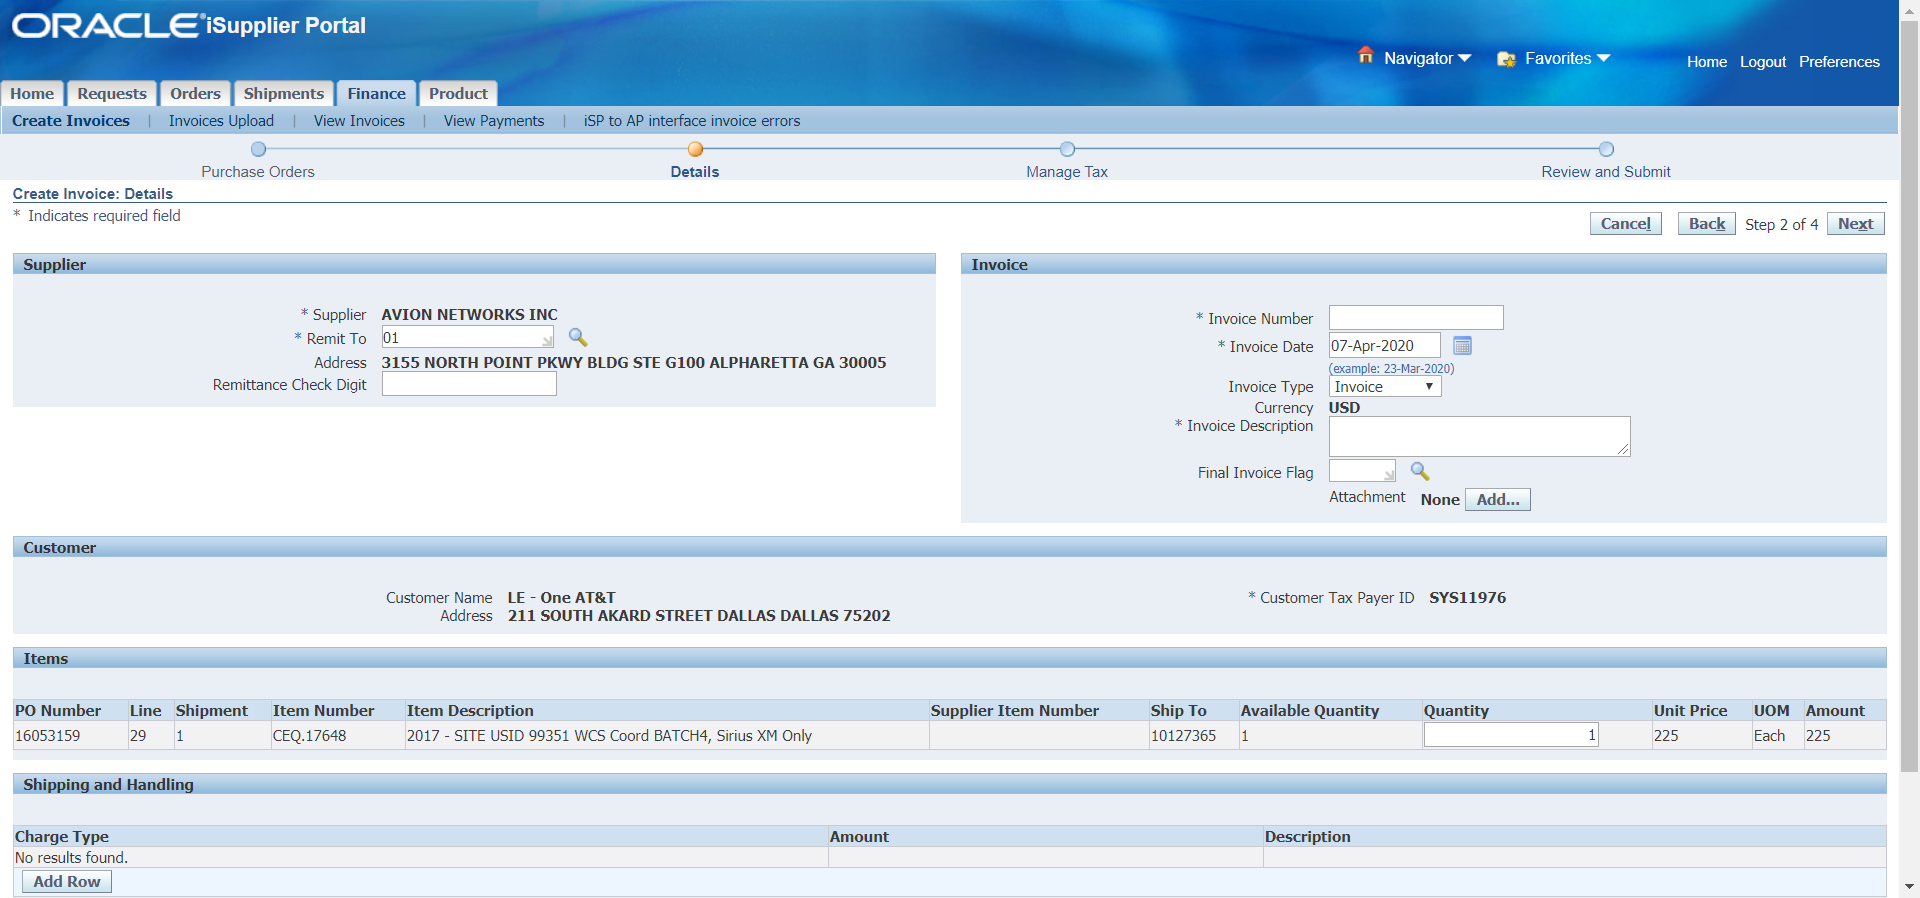 ORACLE® iSupplier Portal
Navigator Favorites Home Logout Preferences
Home Requests Orders Shipments Finance Product
Create Invoices | Invoices Upload | View Invoices | View Payments | iSP to AP interface invoice errors
Purchase Orders Details Manage Tax Review and Submit
Create Invoice: Details
* Indicates required field
Cancel Back Step 2 of 4 Next
Supplier
* Supplier AVION NETWORKS INC
* Remit To 01
Address 3155 NORTH POINT PKWY BLDG STE G100 ALPHARETTA GA 30005
Remittance Check Digit
Invoice
* Invoice Number
* Invoice Date 07-Apr-2020
(example: 23-Mar-2020)
Invoice Type Invoice
Currency USD
* Invoice Description
Final Invoice Flag
Attachment None Add...
Customer
Customer Name LE - One AT&T
Address 211 SOUTH AKARD STREET DALLAS DALLAS 75202
* Customer Tax Payer ID SYS11976
Items
PO Number Line Shipment Item Number Item Description Supplier Item Number Ship To Available Quantity Quantity Unit Price UOM Amount
16053159 29 1 CEQ.17648 2017 - SITE USID 99351 WCS Coord BATCH4, Sirius XM Only 10127365 1 1 225 Each 225
Shipping and Handling
Charge Type Amount Description
No results found.
Add Row